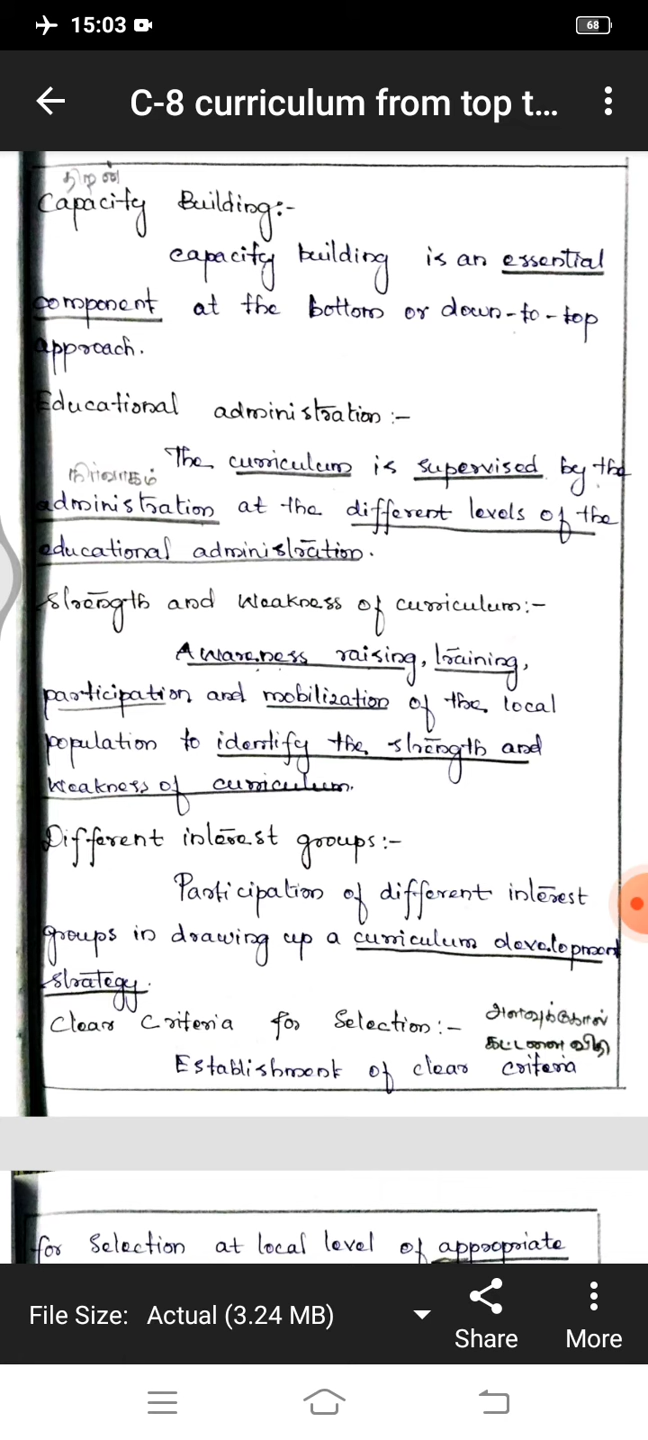 15:03
68
C-8 curriculum from top t...
திறன்
Capacity Building:-
capacity building is an essential
component at the bottom or down-to-top
approach.
Educational administration :-
The curriculum is supervised by the
நிர்வாகம்
administration at the different levels of the
educational administration.
Strength and Weakness of curriculum:-
Awareness raising, training,
participation and mobilization of the local
population to identify the strength and
Weakness of curriculum.
Different interest groups:-
Participation of different interest
groups in drawing up a curriculum development
strategy.
Clear Criteria for Selection:- அளவுகோல்
கட்டளை விதி
Establishment of clear criteria
for Selection at local level of appropriate
File Size: Actual (3.24 MB)
Share
More